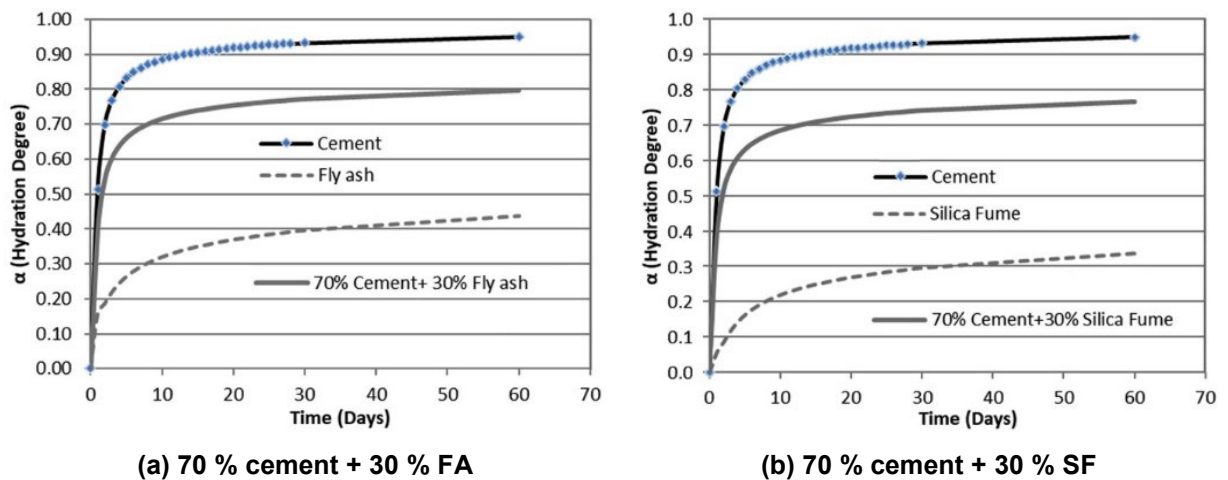 1.00
0.90
0.80
0.70
0.60
0.50
0.40
0.30
0.20
0.10
0.00
α (Hydration Degree)
Cement
Fly ash
70% Cement+ 30% Fly ash
0 10 20 30 40 50 60 70
Time (Days)
(a) 70 % cement + 30 % FA
1.0
0.9
0.8
0.7
0.6
0.5
0.4
0.3
0.2
0.1
0.0
α (Hydration Degree)
Cement
Silica Fume
70% Cement+30% Silica Fume
0 10 20 30 40 50 60 70
Time (Days)
(b) 70 % cement + 30 % SF